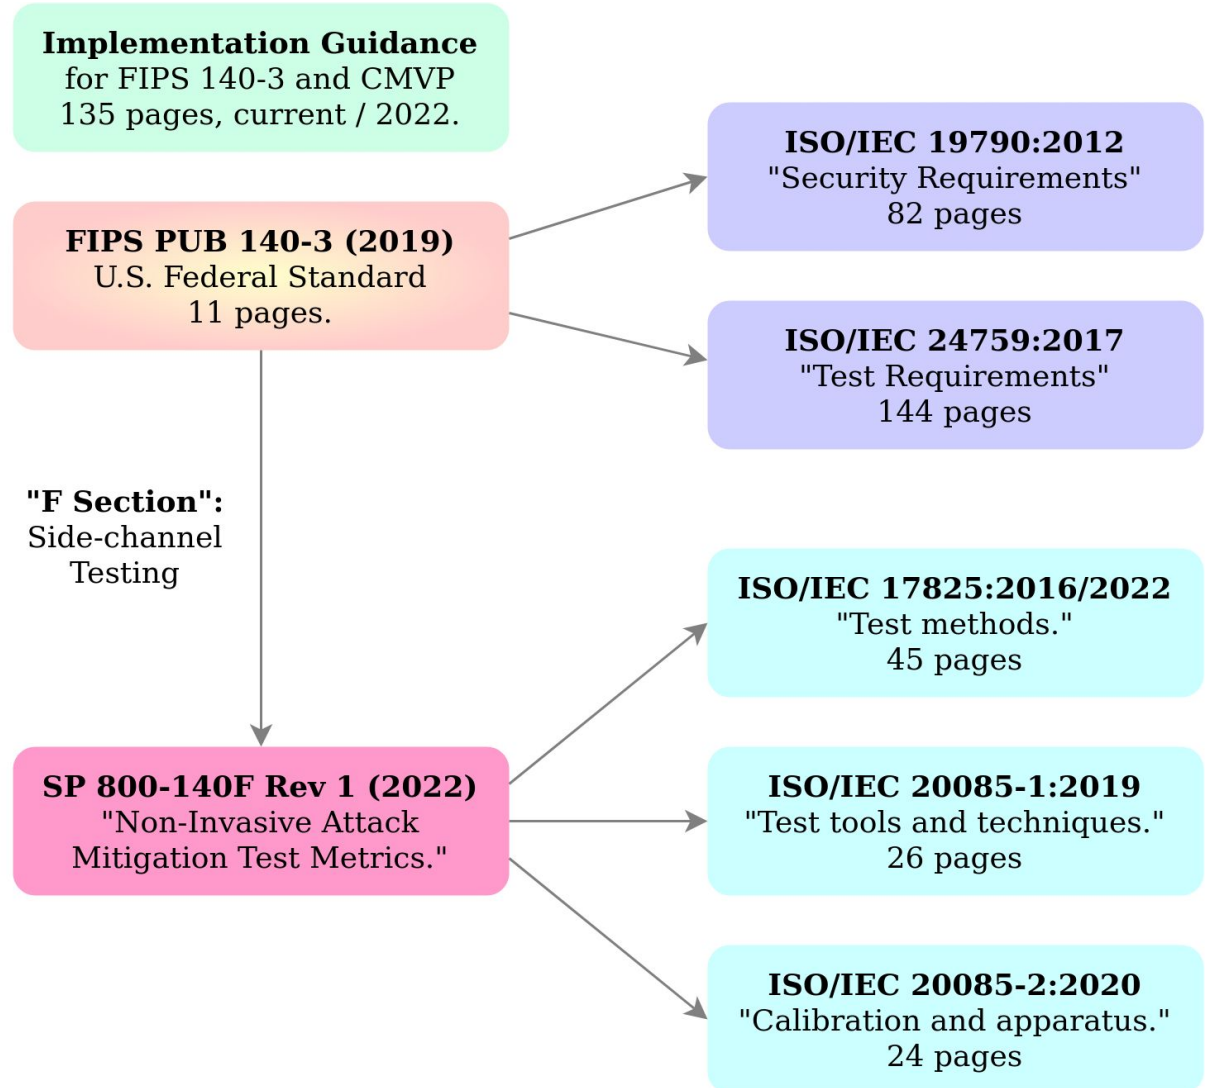 Implementation Guidance
for FIPS 140-3 and CMVP
135 pages, current / 2022.
FIPS PUB 140-3 (2019)
U.S. Federal Standard
11 pages.
ISO/IEC 19790:2012
"Security Requirements"
82 pages
ISO/IEC 24759:2017
"Test Requirements"
144 pages
"F Section":
Side-channel
Testing
SP 800-140F Rev 1 (2022)
"Non-Invasive Attack
Mitigation Test Metrics."
ISO/IEC 17825:2016/2022
"Test methods."
45 pages
ISO/IEC 20085-1:2019
"Test tools and techniques."
26 pages
ISO/IEC 20085-2:2020
"Calibration and apparatus."
24 pages